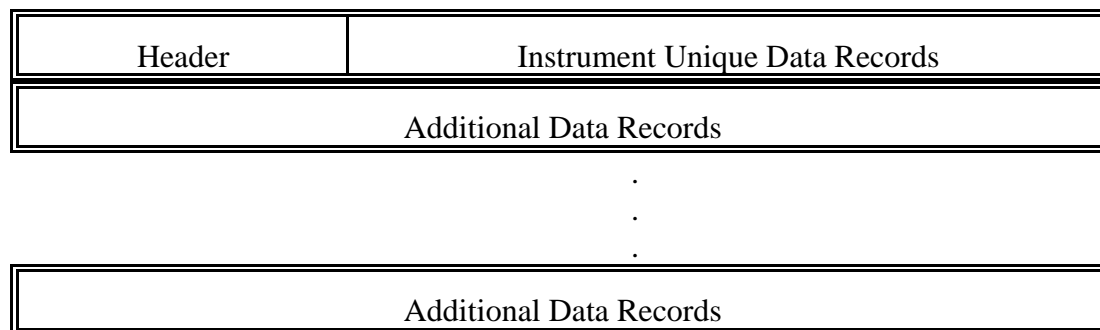 Header Instrument Unique Data Records
Additional Data Records
.
.
.
Additional Data Records